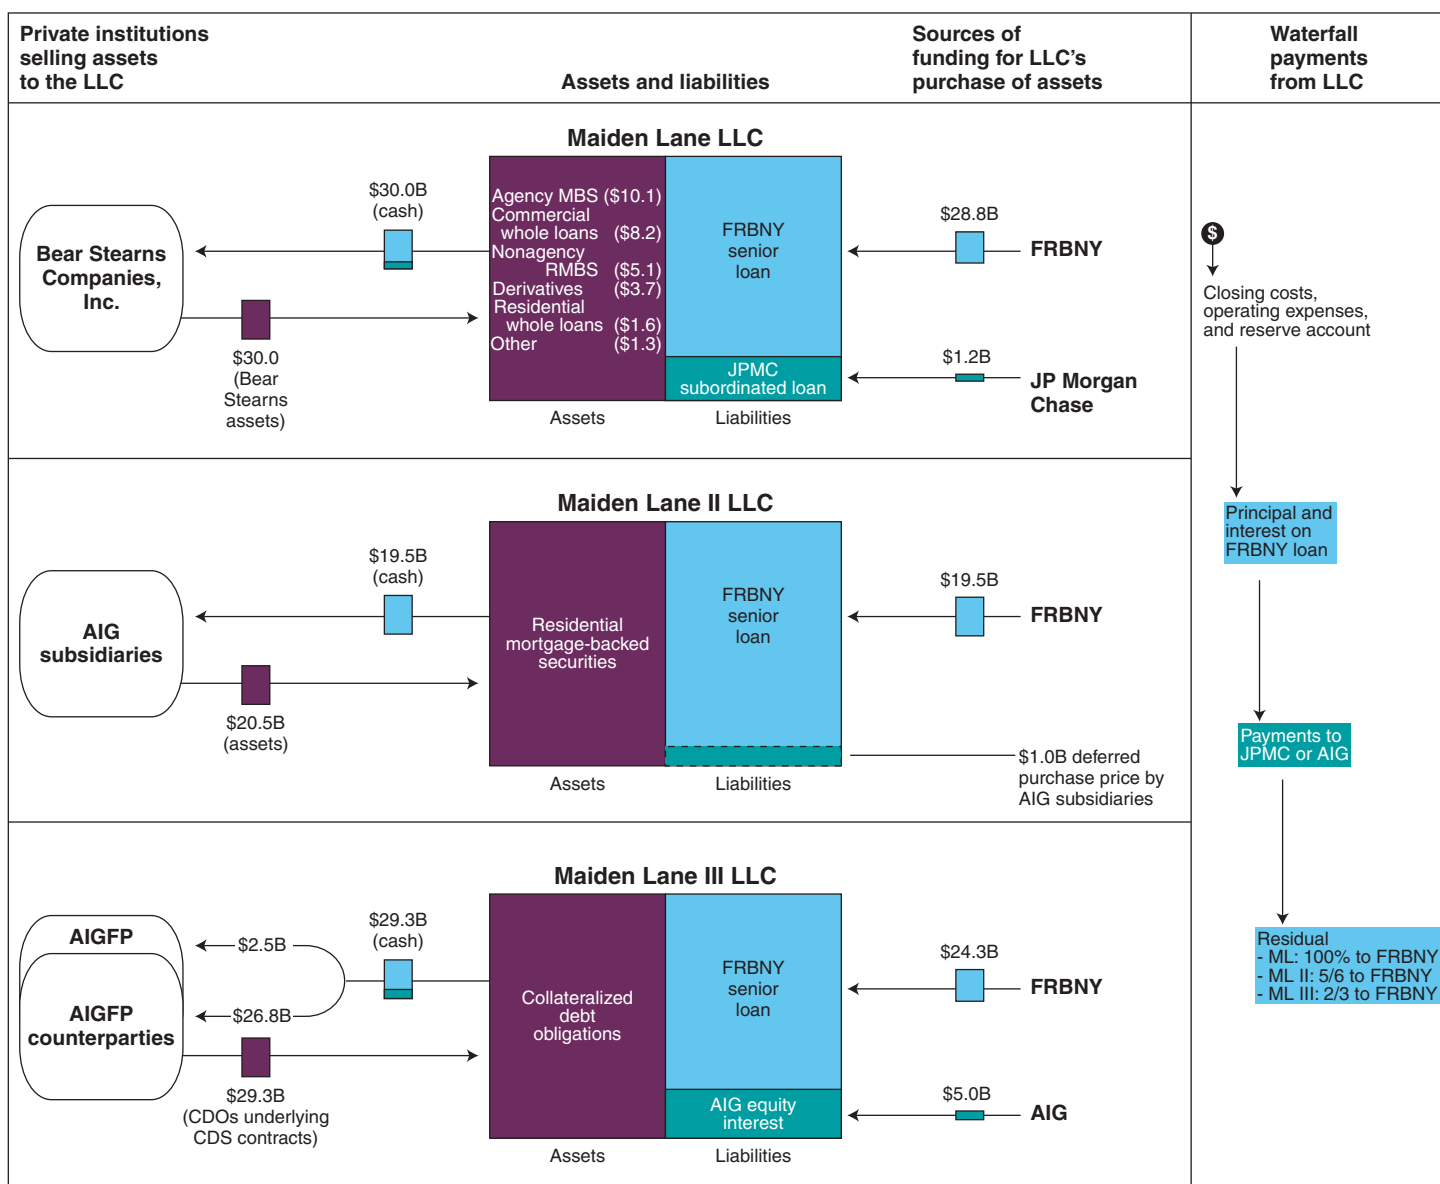 Private institutions
selling assets
to the LLC
Assets and liabilities
Sources of
funding for LLC's
purchase of assets
Waterfall
payments
from LLC
Maiden Lane LLC
Bear Stearns
Companies,
Inc.
$30.0B
(cash)
$30.0
(Bear
Stearns
assets)
Agency MBS ($10.1)
Commercial
whole loans ($8.2)
Nonagency
RMBS ($5.1)
Derivatives ($3.7)
Residential
whole loans ($1.6)
Other ($1.3)
FRBNY
senior
loan
JPMC
subordinated loan
Assets
Liabilities
$28.8B
FRBNY
$1.2B
JP Morgan
Chase
Maiden Lane II LLC
AIG
subsidiaries
$19.5B
(cash)
$20.5B
(assets)
Residential
mortgage-backed
securities
FRBNY
senior
loan
Assets
Liabilities
$19.5B
FRBNY
$1.0B deferred
purchase price by
AIG subsidiaries
Maiden Lane III LLC
AIGFP
AIGFP
counterparties
$2.5B
$26.8B
$29.3B
(cash)
$29.3B
(CDOs underlying
CDS contracts)
Collateralized
debt
obligations
FRBNY
senior
loan
AIG equity
interest
Assets
Liabilities
$24.3B
FRBNY
$5.0B
AIG
$
Closing costs,
operating expenses,
and reserve account
Principal and
interest on
FRBNY loan
Payments to
JPMC or AIG
Residual
- ML: 100% to FRBNY
- ML II: 5/6 to FRBNY
- ML III: 2/3 to FRBNY